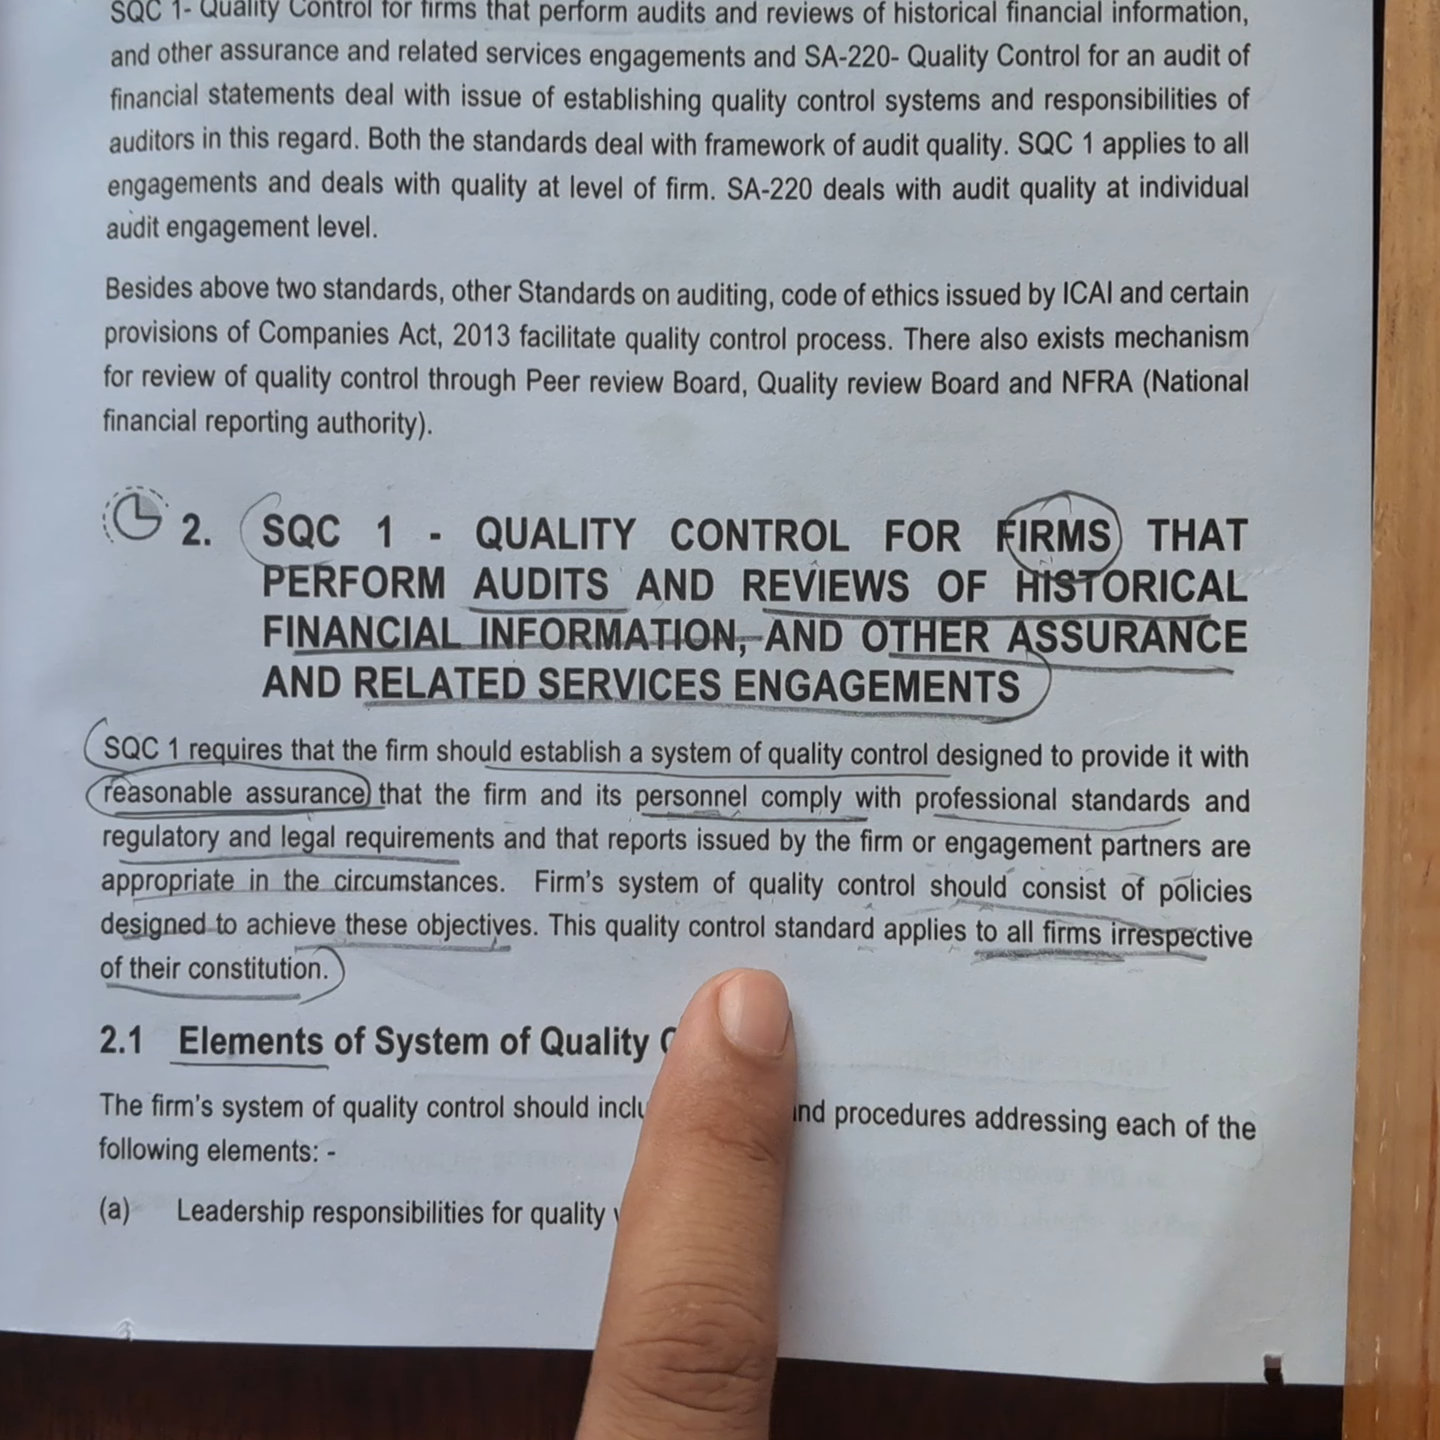 SQC 1- Quality Control for firms that perform audits and reviews of historical financial information,
and other assurance and related services engagements and SA-220- Quality Control for an audit of
financial statements deal with issue of establishing quality control systems and responsibilities of
auditors in this regard. Both the standards deal with framework of audit quality. SQC 1 applies to all
engagements and deals with quality at level of firm. SA-220 deals with audit quality at individual
audit engagement level.
Besides above two standards, other Standards on auditing, code of ethics issued by ICAI and certain
provisions of Companies Act, 2013 facilitate quality control process. There also exists mechanism
for review of quality control through Peer review Board, Quality review Board and NFRA (National
financial reporting authority).
2. SQC 1 - QUALITY CONTROL FOR FIRMS THAT
PERFORM AUDITS AND REVIEWS OF HISTORICAL
FINANCIAL INFORMATION, AND OTHER ASSURANCE
AND RELATED SERVICES ENGAGEMENTS
SQC 1 requires that the firm should establish a system of quality control designed to provide it with
reasonable assurance that the firm and its personnel comply with professional standards and
regulatory and legal requirements and that reports issued by the firm or engagement partners are
appropriate in the circumstances. Firm's system of quality control should consist of policies
designed to achieve these objectives. This quality control standard applies to all firms irrespective
of their constitution.
2.1 Elements of System of Quality
The firm's system of quality control should procedures addressing each of the
following elements: -
(a) Leadership responsibilities for quality